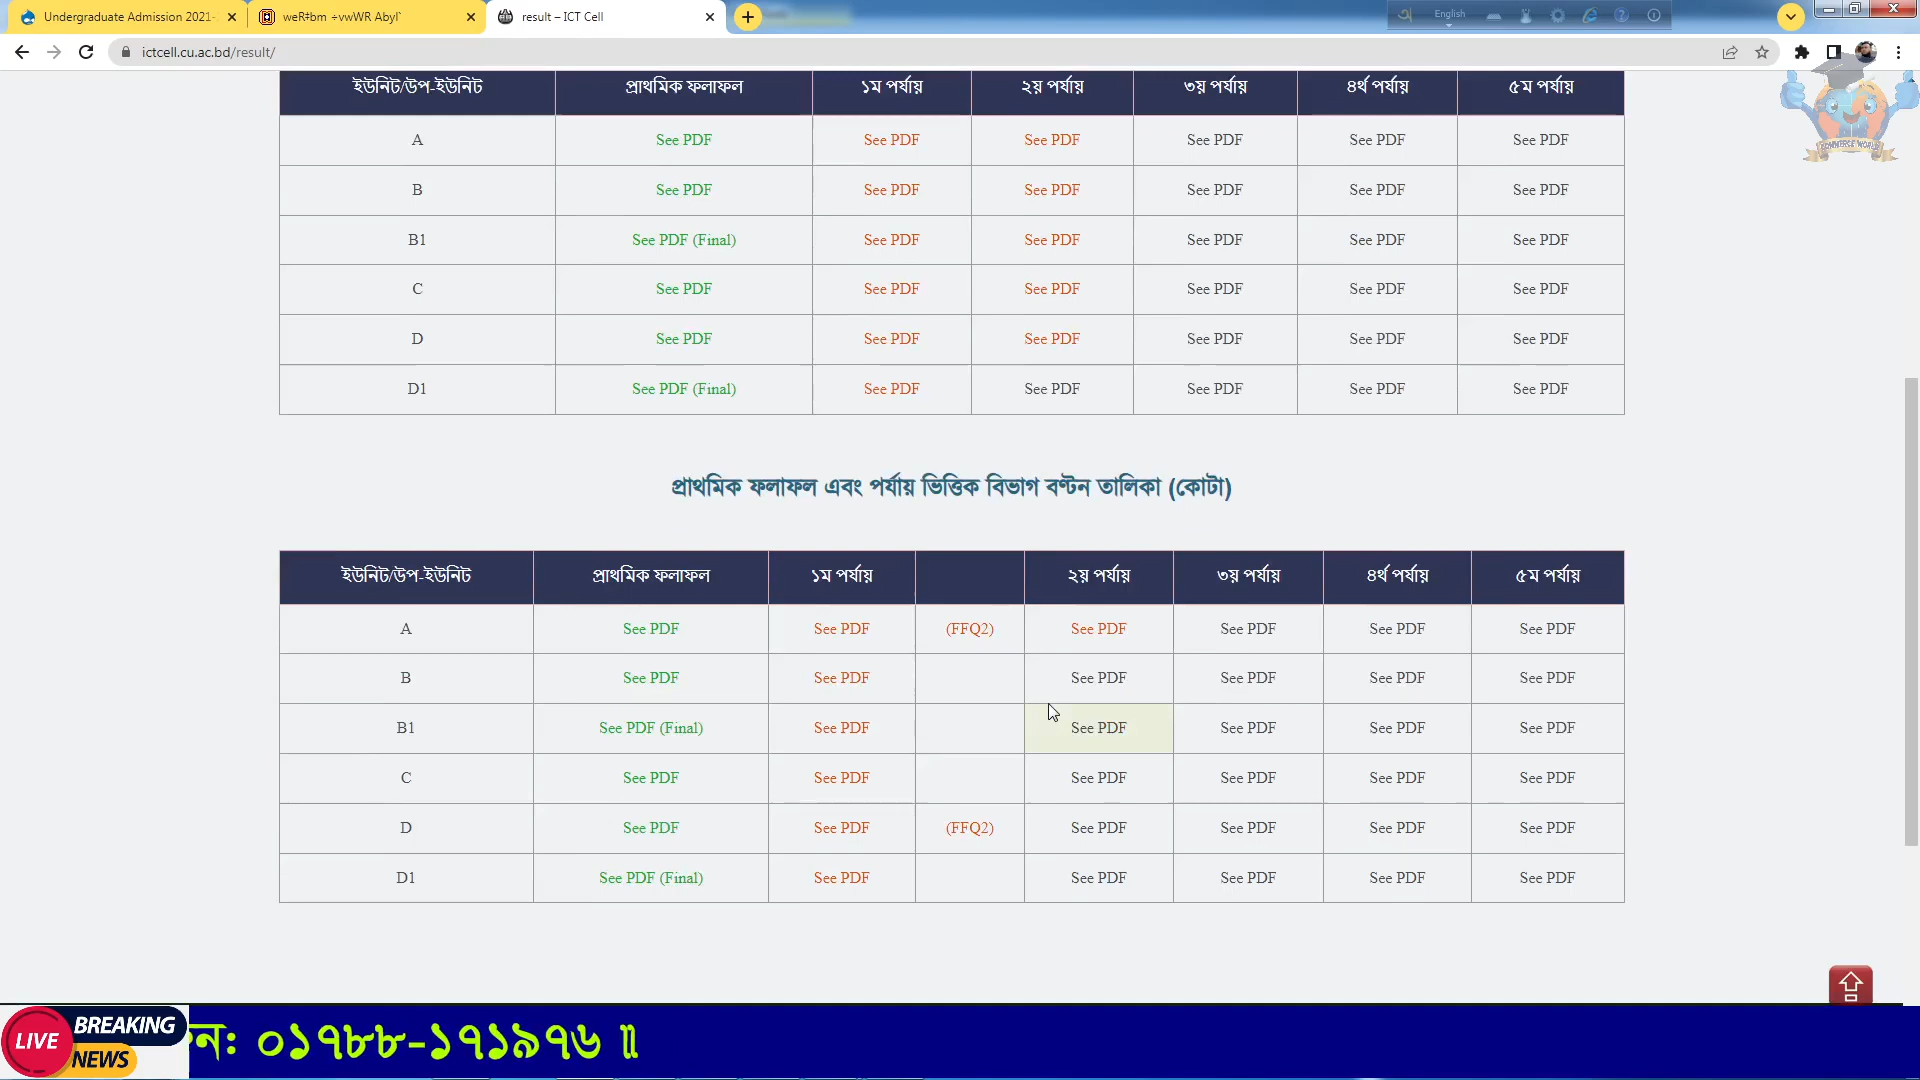 Undergraduate Admission 2021-
weR‡bm ÷vwWR Abyl`
result – ICT Cell
English
ictcell.cu.ac.bd/result/
COMMERCE WORLD
ইউনিট/উপ-ইউনিট প্রাথমিক ফলাফল ১ম পর্যায় ২য় পর্যায় ৩য় পর্যায় ৪র্থ পর্যায় ৫ম পর্যায়
A See PDF See PDF See PDF See PDF See PDF See PDF
B See PDF See PDF See PDF See PDF See PDF See PDF
B1 See PDF (Final) See PDF See PDF See PDF See PDF See PDF
C See PDF See PDF See PDF See PDF See PDF See PDF
D See PDF See PDF See PDF See PDF See PDF See PDF
D1 See PDF (Final) See PDF See PDF See PDF See PDF See PDF
প্রাথমিক ফলাফল এবং পর্যায় ভিত্তিক বিভাগ বণ্টন তালিকা (কোটা)
ইউনিট/উপ-ইউনিট প্রাথমিক ফলাফল ১ম পর্যায় ২য় পর্যায় ৩য় পর্যায় ৪র্থ পর্যায় ৫ম পর্যায়
A See PDF See PDF (FFQ2) See PDF See PDF See PDF See PDF
B See PDF See PDF See PDF See PDF See PDF See PDF
B1 See PDF (Final) See PDF See PDF See PDF See PDF See PDF
C See PDF See PDF See PDF See PDF See PDF See PDF
D See PDF See PDF (FFQ2) See PDF See PDF See PDF See PDF
D1 See PDF (Final) See PDF See PDF See PDF See PDF See PDF
LIVE BREAKING NEWS
ন: ০১৭৮৮-১৭১৯৭৬ ॥